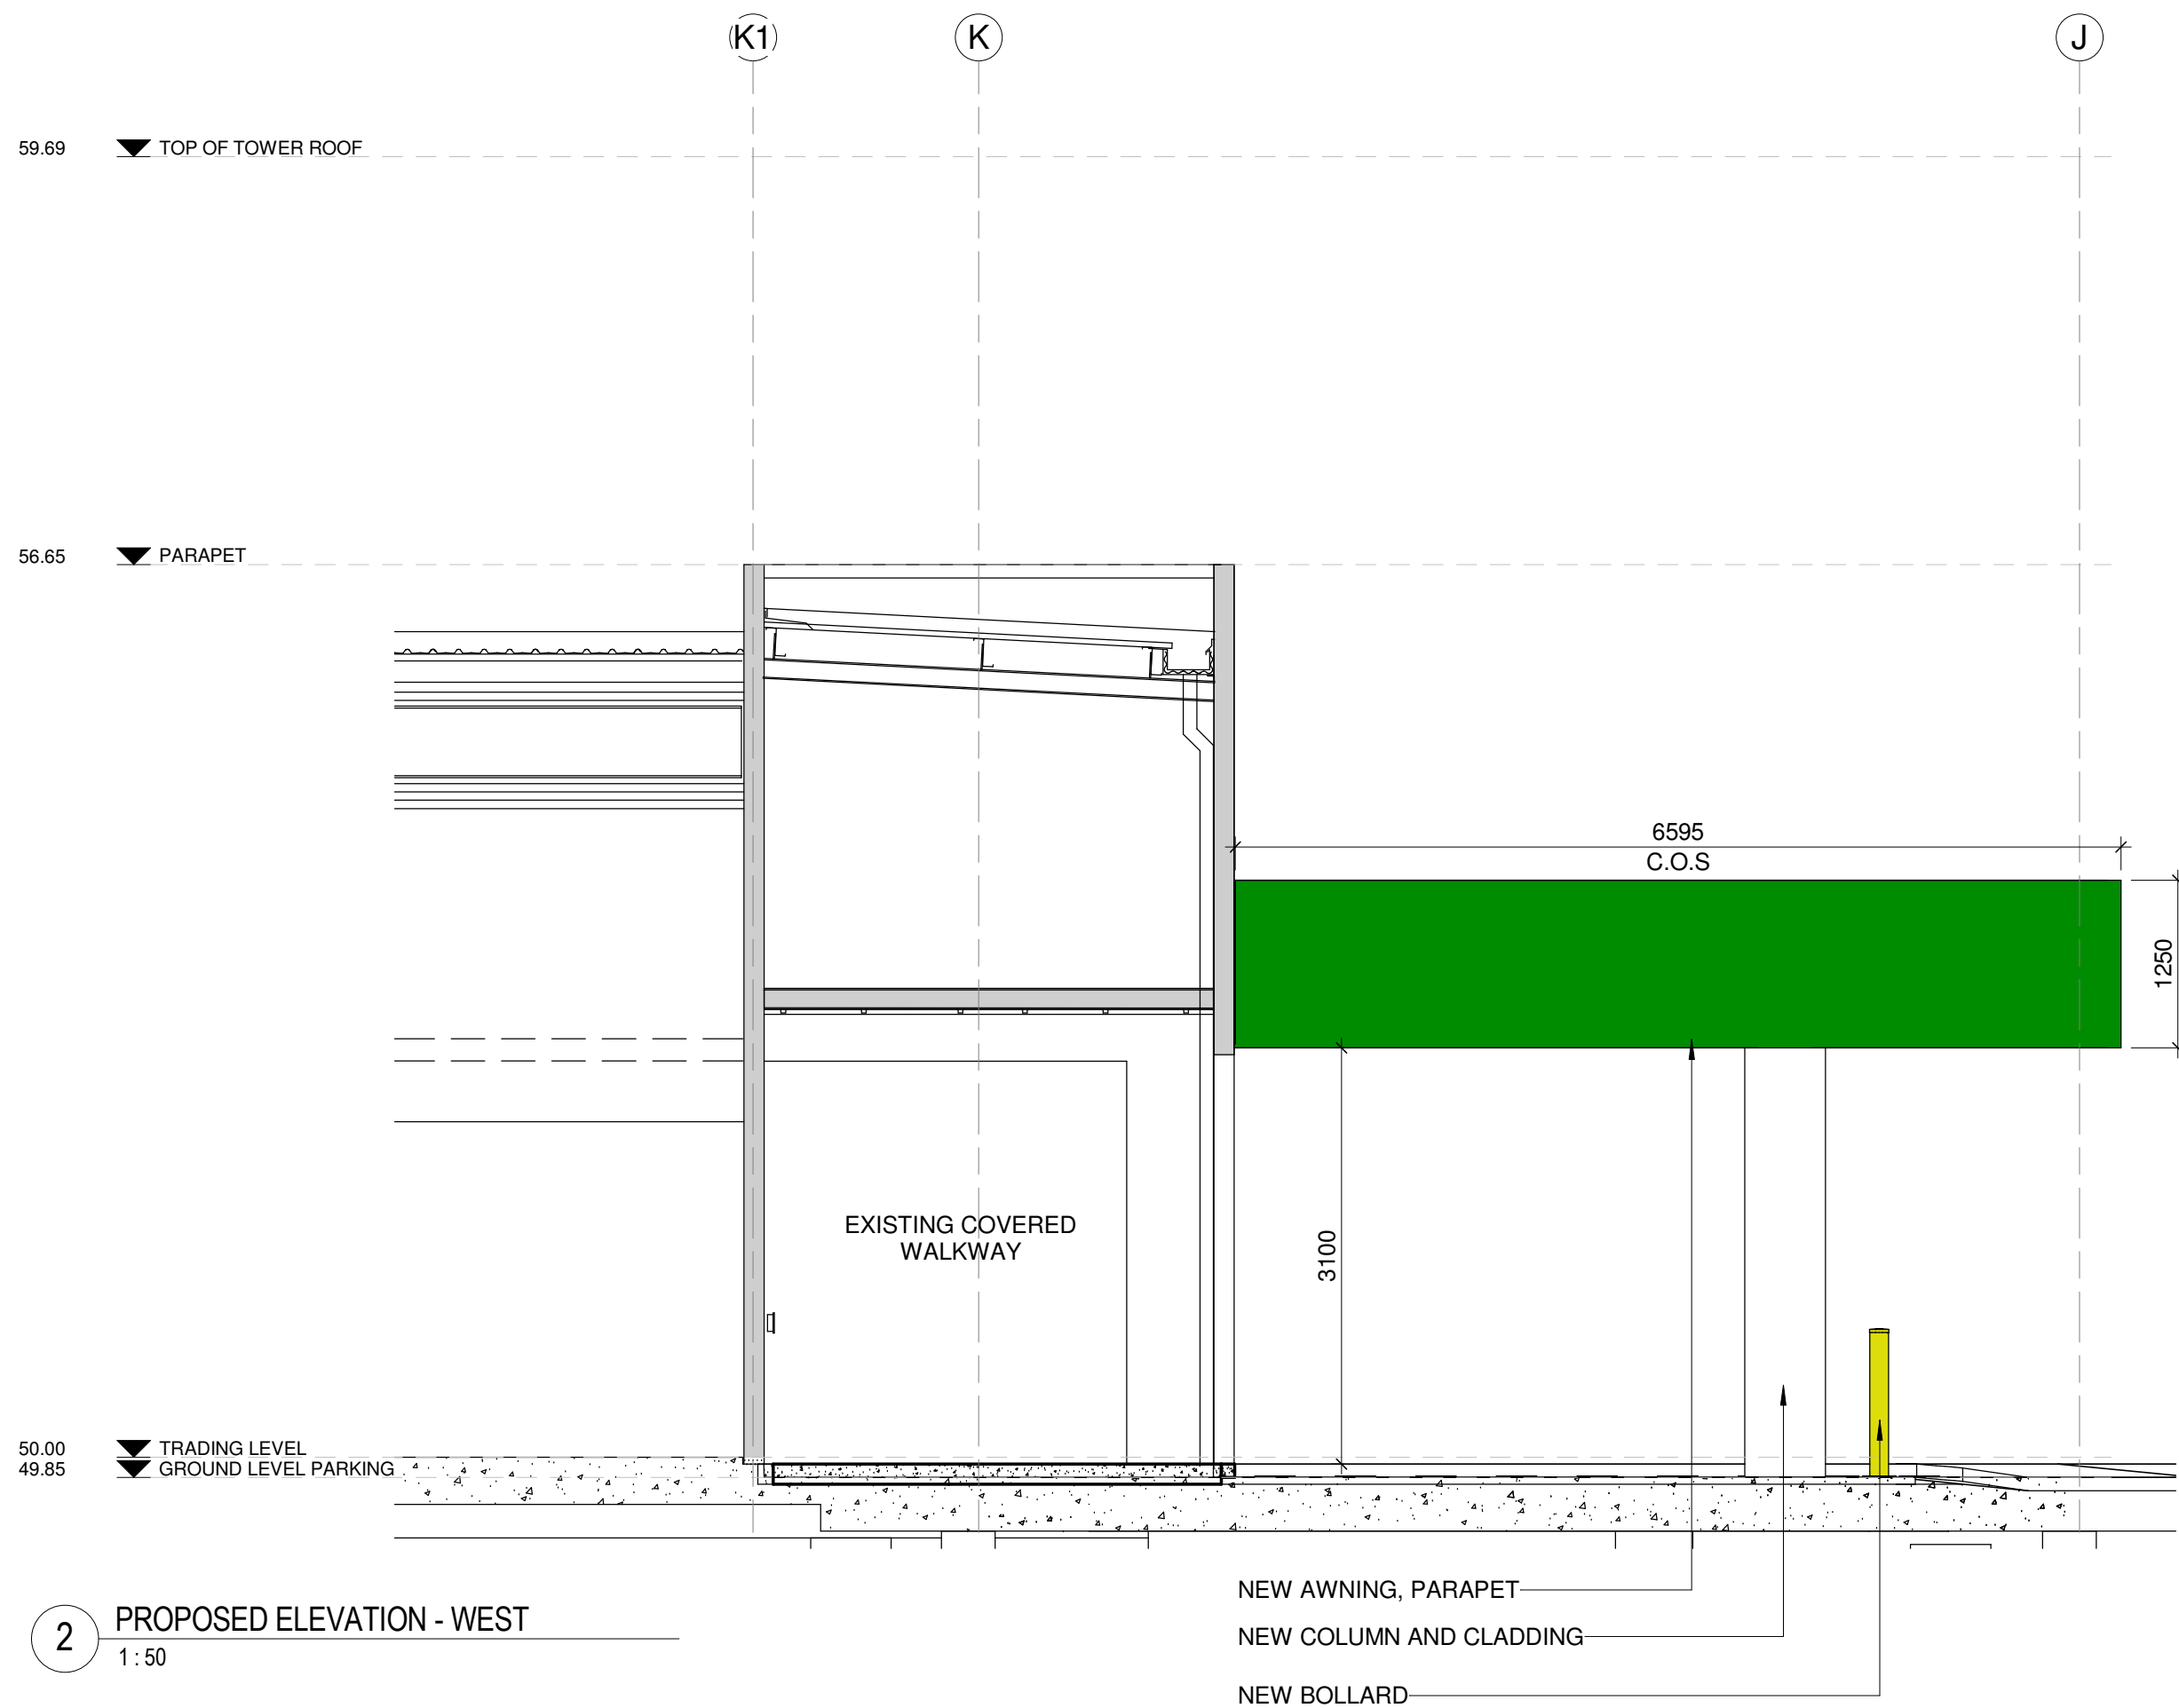 K1
K
J
59.69
TOP OF TOWER ROOF
56.65
PARAPET
6595
C.O.S
1250
EXISTING COVERED
WALKWAY
3100
50.00
TRADING LEVEL
49.85
GROUND LEVEL PARKING
NEW AWNING, PARAPET
2
PROPOSED ELEVATION - WEST
1 : 50
NEW COLUMN AND CLADDING
NEW BOLLARD